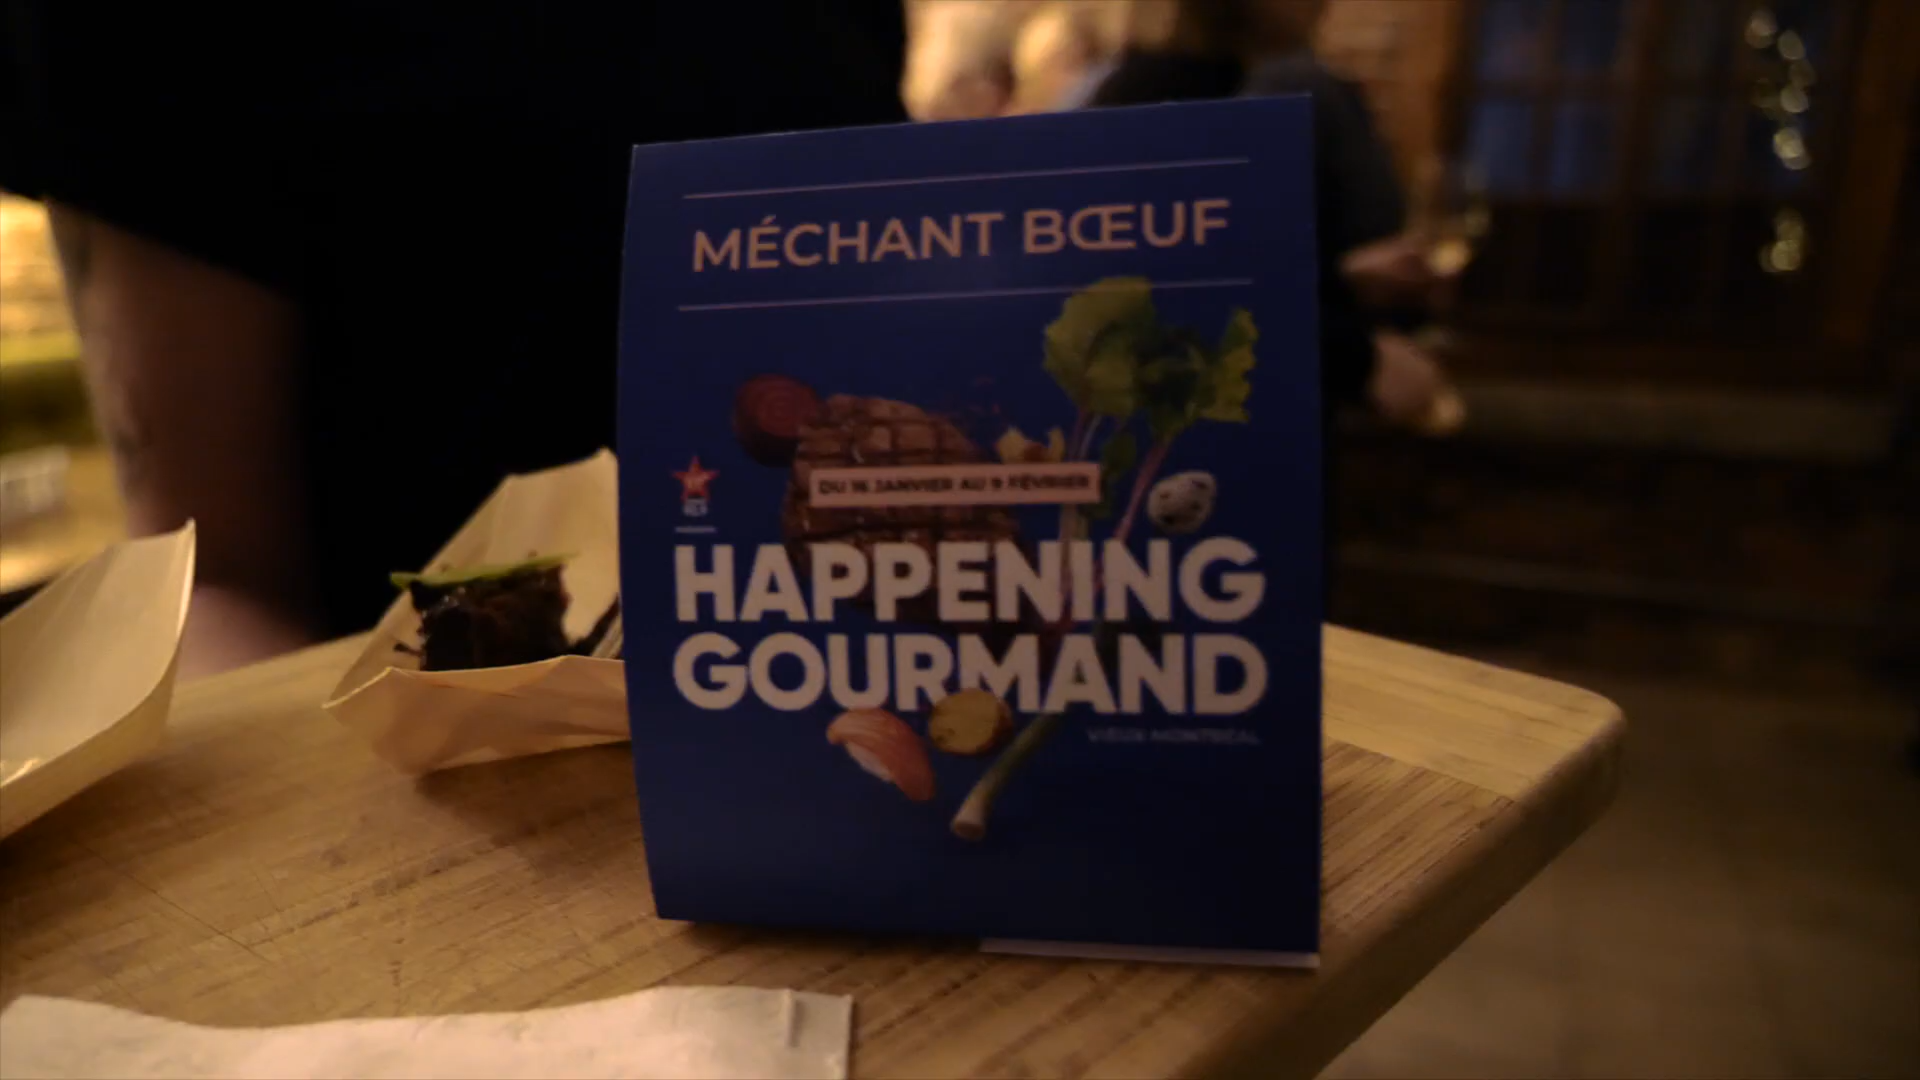 MÉCHANT BŒUF
DU 16 JANVIER AU 9 FÉVRIER
HAPPENING
GOURMAND
VIEUX-MONTRÉAL